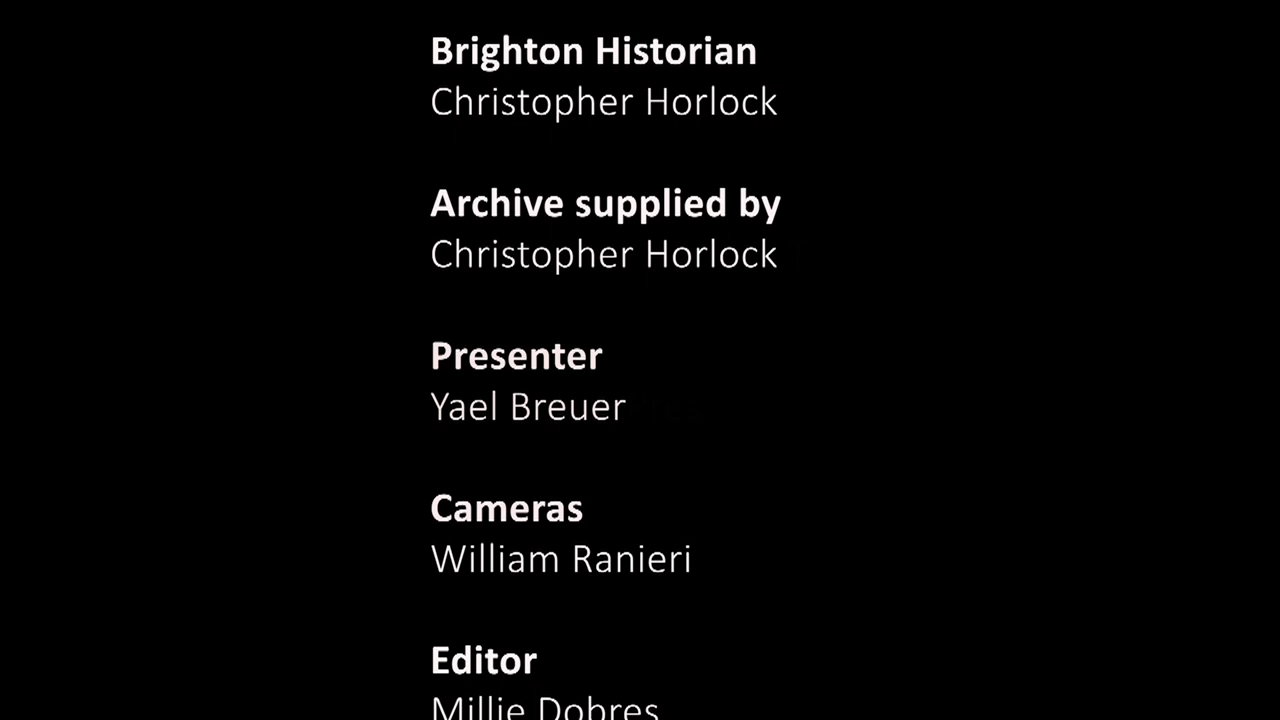 Brighton Historian
Christopher Horlock
Archive supplied by
Christopher Horlock
Presenter
Yael Breuer
Cameras
William Ranieri
Editor
Millie Dobres